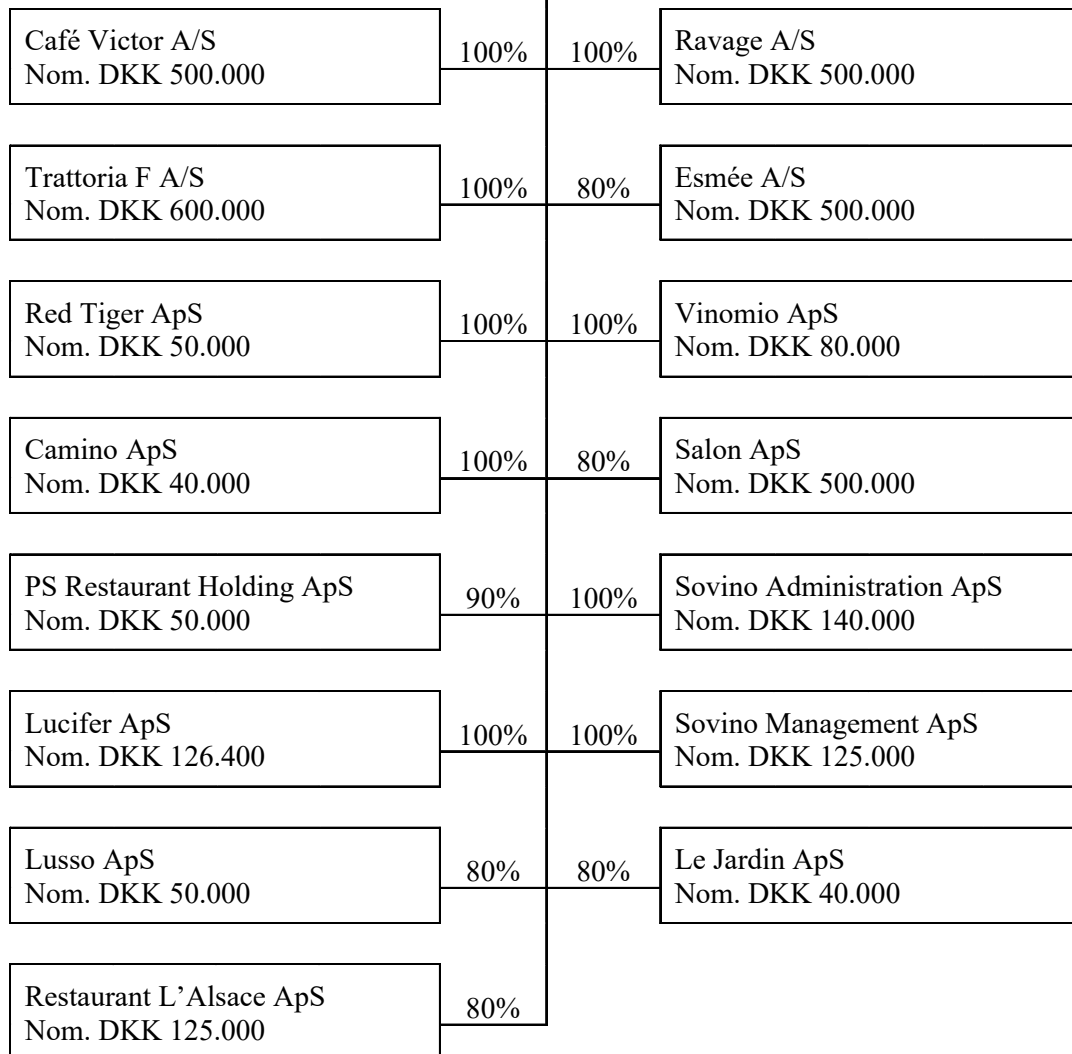 Café Victor A/S
Nom. DKK 500.000
100%
100%
Ravage A/S
Nom. DKK 500.000
Trattoria F A/S
Nom. DKK 600.000
100%
80%
Esmée A/S
Nom. DKK 500.000
Red Tiger ApS
Nom. DKK 50.000
100%
100%
Vinomio ApS
Nom. DKK 80.000
Camino ApS
Nom. DKK 40.000
100%
80%
Salon ApS
Nom. DKK 500.000
PS Restaurant Holding ApS
Nom. DKK 50.000
90%
100%
Sovino Administration ApS
Nom. DKK 140.000
Lucifer ApS
Nom. DKK 126.400
100%
100%
Sovino Management ApS
Nom. DKK 125.000
Lusso ApS
Nom. DKK 50.000
80%
80%
Le Jardin ApS
Nom. DKK 40.000
Restaurant L’Alsace ApS
Nom. DKK 125.000
80%